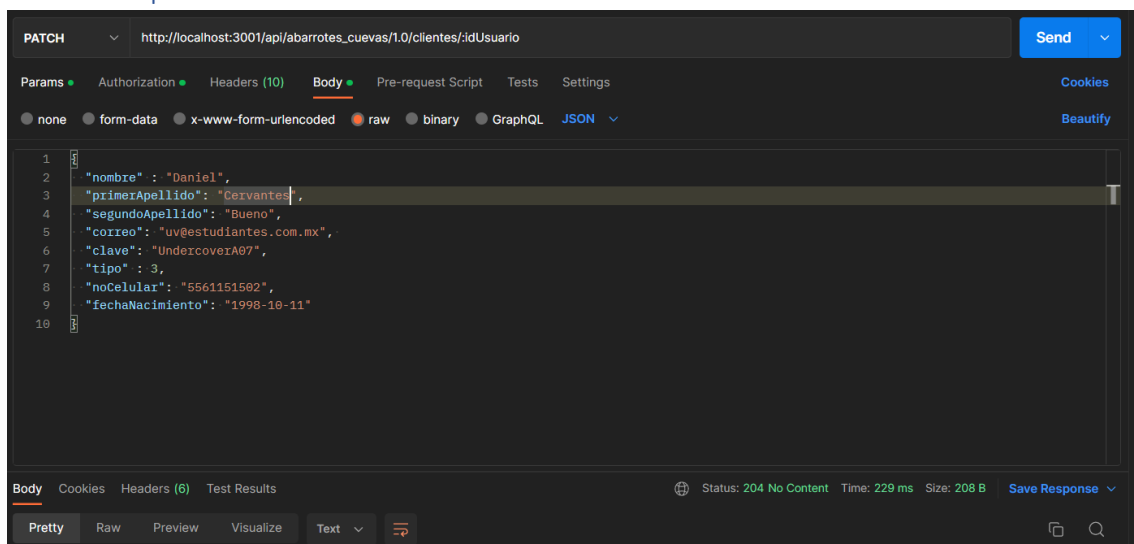 PATCH http://localhost:3001/api/abarrotes_cuevas/1.0/clientes/:idUsuario Send
Params Authorization Headers (10) Body Pre-request Script Tests Settings Cookies
none form-data x-www-form-urlencoded raw binary GraphQL JSON Beautify
1 {
2 "nombre" : "Daniel",
3 "primerApellido": "Cervantes",
4 "segundoApellido": "Bueno",
5 "correo": "uv@estudiantes.com.mx",
6 "clave": "UndercoverA07",
7 "tipo" : 3,
8 "noCelular": "5561151502",
9 "fechaNacimiento": "1998-10-11"
10 }
Body Cookies Headers (6) Test Results Status: 204 No Content Time: 229 ms Size: 208 B Save Response
Pretty Raw Preview Visualize Text